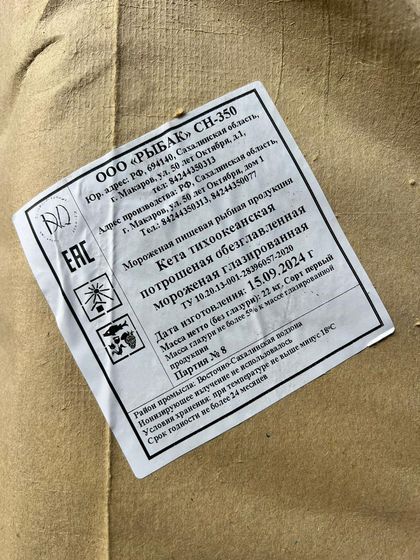 ООО «РЫБАК» СН-350
Юр. адрес: РФ, 694140, Сахалинская область,
г. Макаров, ул. 50 лет Октября, д.1,
тел: 84244350313
Адрес производства: РФ, Сахалинская область,
г. Макаров, ул. 50 лет Октября, дом 1
Тел.: 84244350313, 84244350077
Мороженая пищевая рыбная продукция
Кета тихоокеанская
потрошеная обезглавленная
мороженая глазированная
ТУ 10.20.13-001-28396057-2020
Дата изготовления: 15.09.2024 г
Масса нетто (без глазури): 22 кг. Сорт первый
Масса глазури не более 5% к массе глазированной
продукции
Партия № 8
ЕАС
Район промысла: Восточно-Сахалинская подзона
Ионизирующее излучение не использовалось
Условия хранения: при температуре не выше минус 18ºС
Срок годности не более 24 месяцев